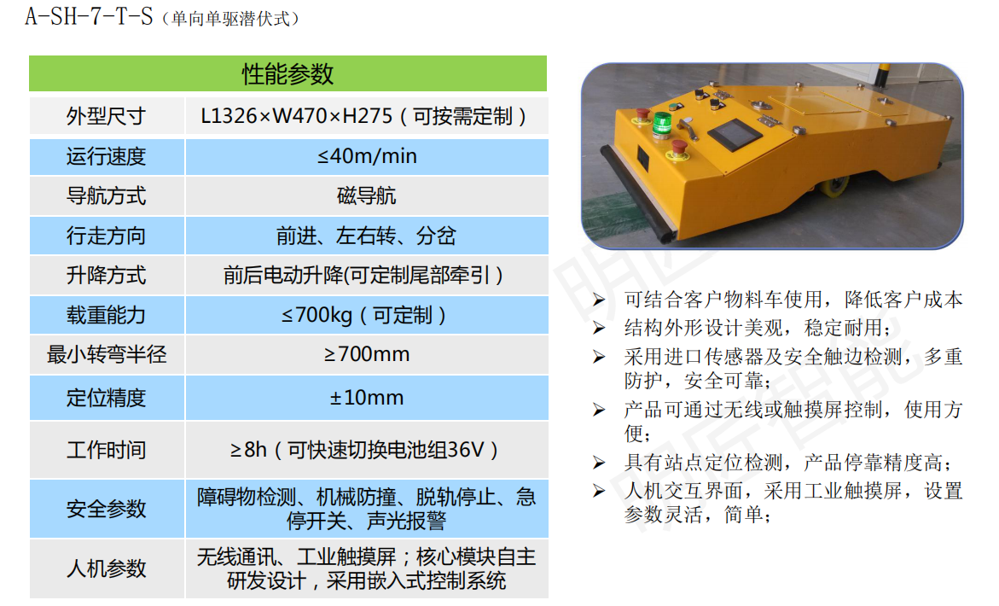 A-SH-7-T-S（单向单驱潜伏式）
性能参数
外型尺寸 L1326×W470×H275（可按需定制）
运行速度 ≤40m/min
导航方式 磁导航
行走方向 前进、左右转、分岔
升降方式 前后电动升降(可定制尾部牵引）
载重能力 ≤700kg（可定制）
最小转弯半径 ≥700mm
定位精度 ±10mm
工作时间 ≥8h（可快速切换电池组36V）
安全参数 障碍物检测、机械防撞、脱轨停止、急
停开关、声光报警
人机参数 无线通讯、工业触摸屏；核心模块自主
研发设计，采用嵌入式控制系统
➢ 可结合客户物料车使用，降低客户成本
➢ 结构外形设计美观，稳定耐用；
➢ 采用进口传感器及安全触边检测，多重
防护，安全可靠；
➢ 产品可通过无线或触摸屏控制，使用方
便；
➢ 具有站点定位检测，产品停靠精度高；
➢ 人机交互界面，采用工业触摸屏，设置
参数灵活，简单；
明匠
明匠智能